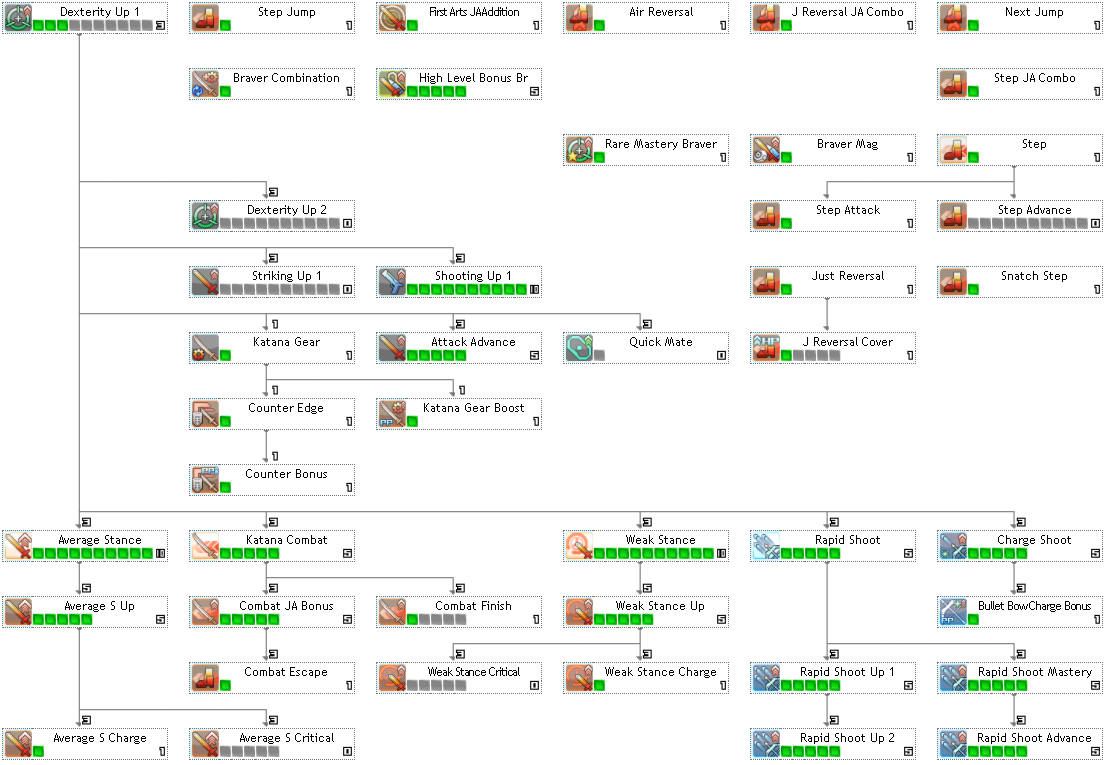 Dexterity Up 1
3
Step Jump
1
First Arts JAAddition
1
Air Reversal
1
J Reversal JA Combo
1
Next Jump
1
Braver Combination
1
High Level Bonus Br
5
Step JA Combo
1
Rare Mastery Braver
1
Braver Mag
1
Step
1
3
Dexterity Up 2
0
Step Attack
1
Step Advance
0
3
3
Striking Up 1
0
Shooting Up 1
10
Just Reversal
1
Snatch Step
1
1
3
3
Katana Gear
1
Attack Advance
5
Quick Mate
0
J Reversal Cover
1
1
1
Counter Edge
1
Katana Gear Boost
1
1
Counter Bonus
1
3
3
3
3
3
Average Stance
10
Katana Combat
5
Weak Stance
10
Rapid Shoot
5
Charge Shoot
5
5
3
3
5
3
Average S Up
5
Combat JA Bonus
5
Combat Finish
1
Weak Stance Up
5
Bullet BowCharge Bonus
1
3
3
3
3
3
Combat Escape
1
Weak Stance Critical
0
Weak Stance Charge
1
Rapid Shoot Up 1
5
Rapid Shoot Mastery
5
3
3
3
3
Average S Charge
1
Average S Critical
0
Rapid Shoot Up 2
5
Rapid Shoot Advance
5